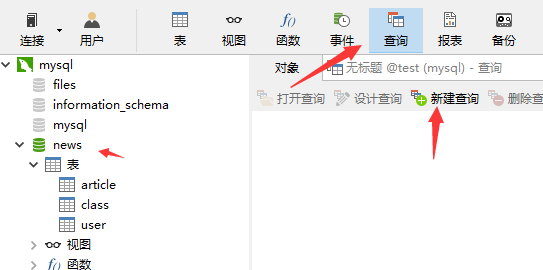 连接 用户 表 视图 函数 事件 查询 报表 备份
mysql
files
information_schema
mysql
news
表
article
class
user
视图
函数
对象 无标题 @test (mysql) - 查询
打开查询 设计查询 新建查询 删除查